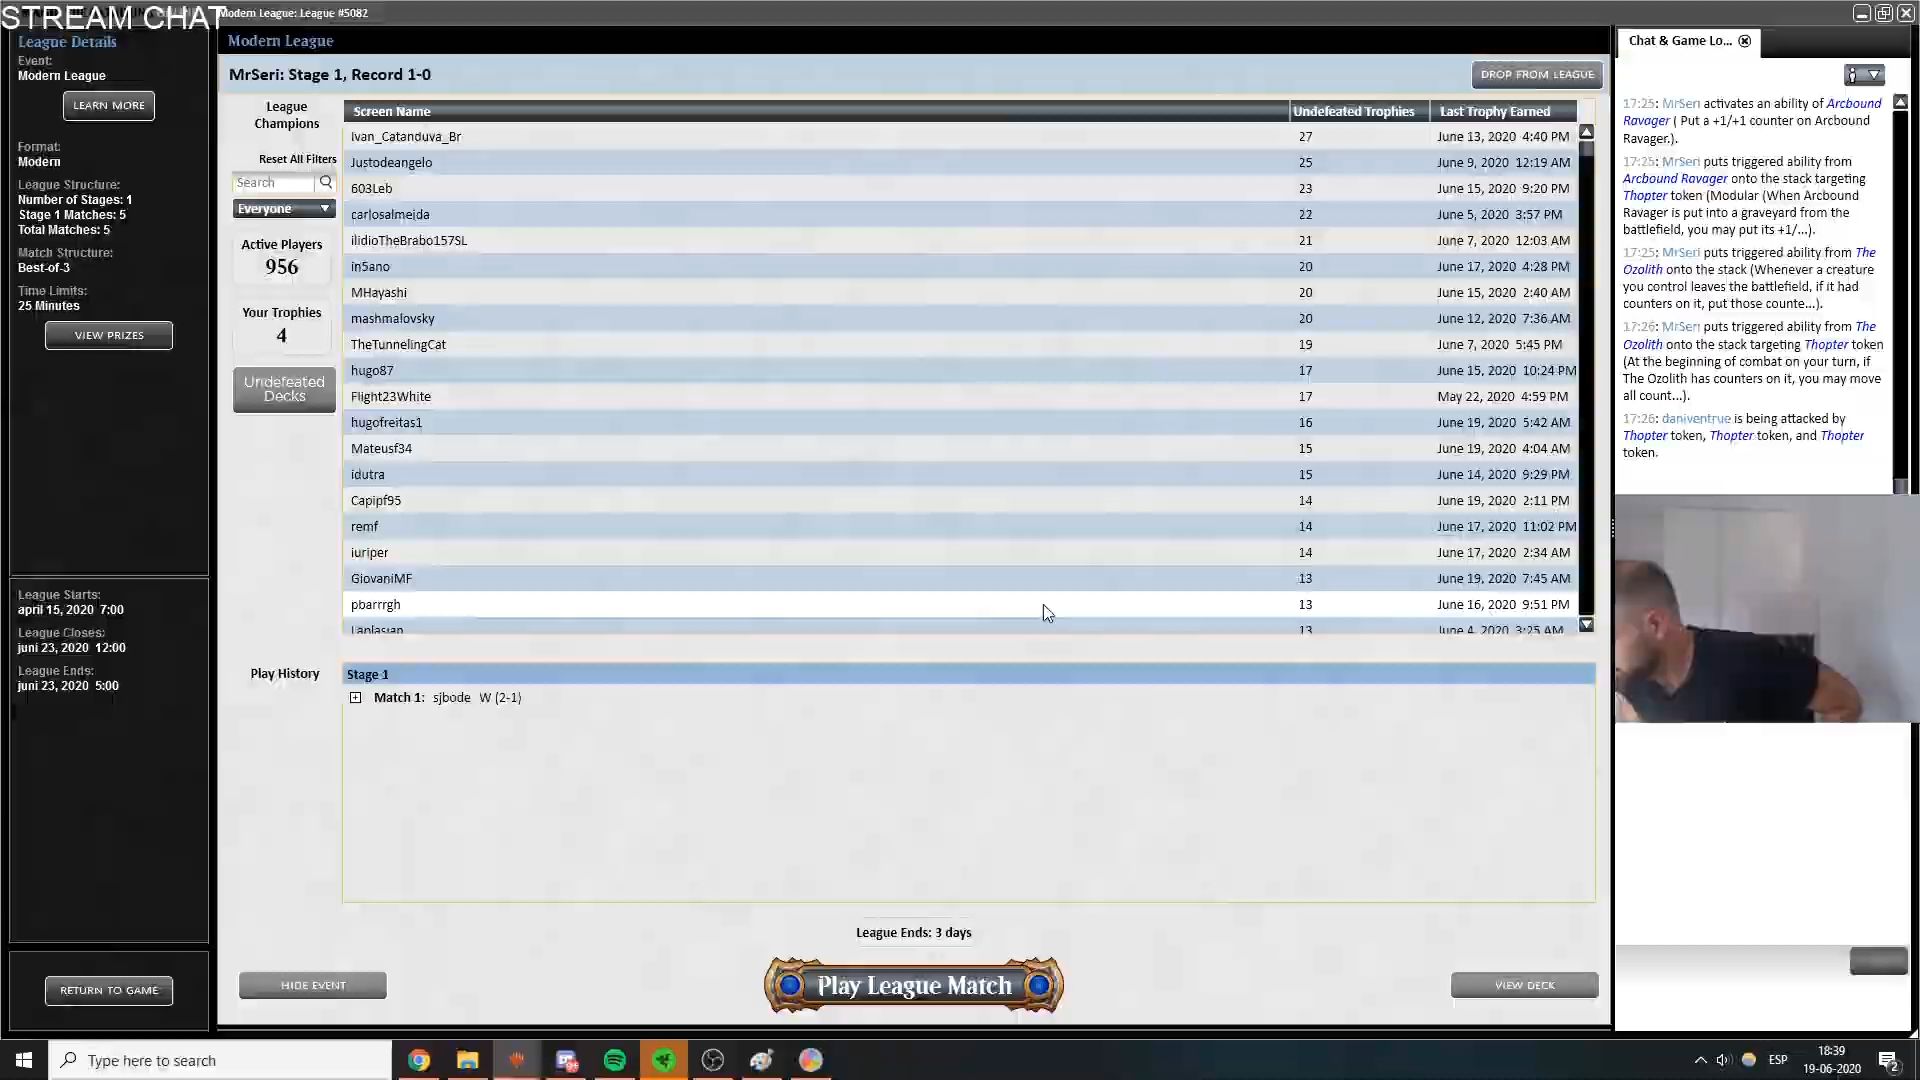 STREAM CHAT
Modern League: League #5082
League Details
Event:
Modern League
LEARN MORE
Format:
Modern
League Structure:
Number of Stages: 1
Stage 1 Matches: 5
Total Matches: 5
Match Structure:
Best-of-3
Time Limits:
25 Minutes
VIEW PRIZES
League Starts:
april 15, 2020 7:00
League Closes:
juni 23, 2020 12:00
League Ends:
juni 23, 2020 5:00
RETURN TO GAME
Modern League
MrSeri: Stage 1, Record 1-0
DROP FROM LEAGUE
League
Champions
Reset All Filters
Search
Everyone
Active Players
956
Your Trophies
4
Undefeated
Decks
Screen Name Undefeated Trophies Last Trophy Earned
Ivan_Catanduva_Br 27 June 13, 2020 4:40 PM
Justodeangelo 25 June 9, 2020 12:19 AM
603Leb 23 June 15, 2020 9:20 PM
carlosalmeida 22 June 5, 2020 3:57 PM
ilidioTheBrabo157SL 21 June 7, 2020 12:03 AM
in5ano 20 June 17, 2020 4:28 PM
MHayashi 20 June 15, 2020 2:40 AM
mashmalovsky 20 June 12, 2020 7:36 AM
TheTunnelingCat 19 June 7, 2020 5:45 PM
hugo87 17 June 15, 2020 10:24 PM
Flight23White 17 May 22, 2020 4:59 PM
hugofreitas1 16 June 19, 2020 5:42 AM
Mateusf34 15 June 19, 2020 4:04 AM
idutra 15 June 14, 2020 9:29 PM
Capipf95 14 June 19, 2020 2:11 PM
remf 14 June 17, 2020 11:02 PM
iuriper 14 June 17, 2020 2:34 AM
GiovaniMF 13 June 19, 2020 7:45 AM
pbarrrgh 13 June 16, 2020 9:51 PM
Laplasjan 13 June 4, 2020 3:25 AM
Play History
Stage 1
Match 1: sjbode W (2-1)
League Ends: 3 days
HIDE EVENT
Play League Match
VIEW DECK
Chat & Game Lo...
17:25: MrSeri activates an ability of Arcbound
Ravager ( Put a +1/+1 counter on Arcbound
Ravager.).
17:25: MrSeri puts triggered ability from
Arcbound Ravager onto the stack targeting
Thopter token (Modular (When Arcbound
Ravager is put into a graveyard from the
battlefield, you may put its +1/...).
17:25: MrSeri puts triggered ability from The
Ozolith onto the stack (Whenever a creature
you control leaves the battlefield, if it had
counters on it, put those counte...).
17:26: MrSeri puts triggered ability from The
Ozolith onto the stack targeting Thopter token
(At the beginning of combat on your turn, if
The Ozolith has counters on it, you may move
all count...).
17:26: daniventrue is being attacked by
Thopter token, Thopter token, and Thopter
token.
Type here to search
ESP
18:39
19-06-2020
2